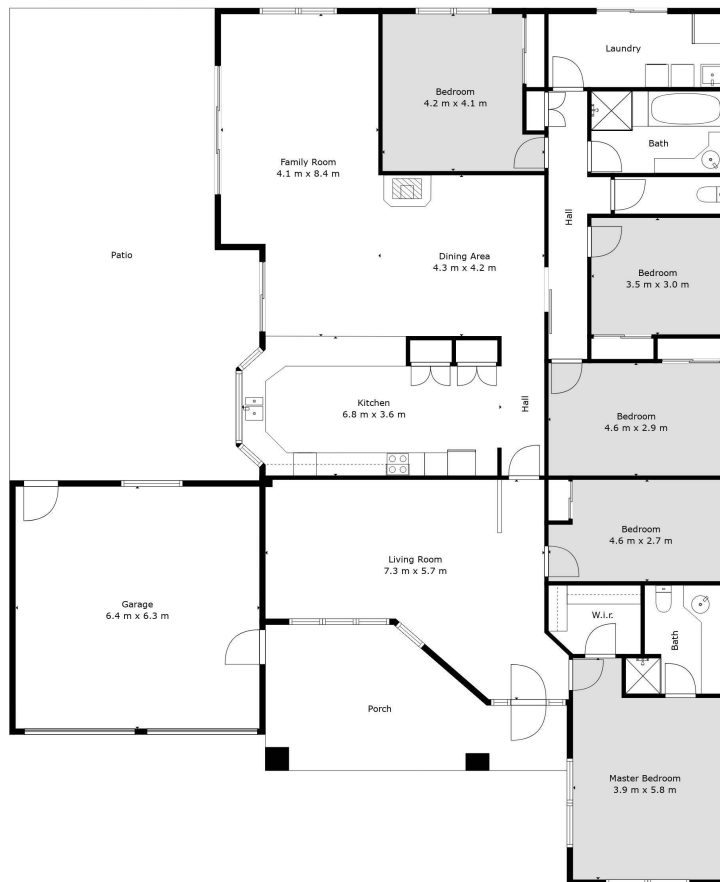 Laundry
Bedroom
4.2 m x 4.1 m
Bath
Family Room
4.1 m x 8.4 m
Hall
Patio
Dining Area
4.3 m x 4.2 m
Bedroom
3.5 m x 3.0 m
Kitchen
6.8 m x 3.6 m
Hall
Bedroom
4.6 m x 2.9 m
Bedroom
4.6 m x 2.7 m
Living Room
7.3 m x 5.7 m
Garage
6.4 m x 6.3 m
W.i.r.
Bath
Porch
Master Bedroom
3.9 m x 5.8 m